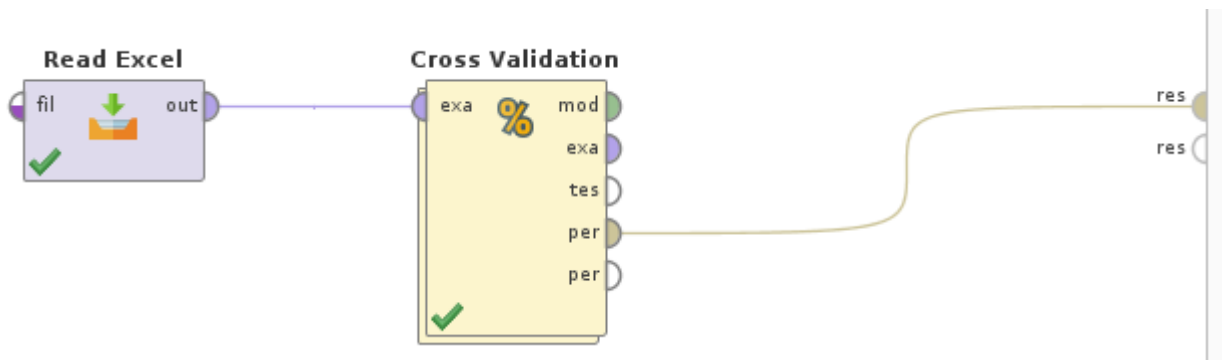 Read Excel
fil
out
Cross Validation
exa
%
mod
exa
tes
per
per
res
res